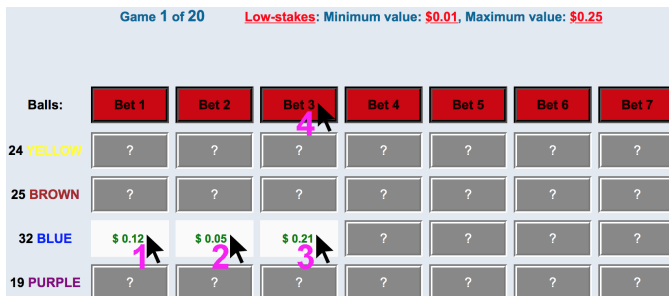 Game 1 of 20 Low-stakes: Minimum value: $0.01, Maximum value: $0.25
Balls: Bet 1 Bet 2 Bet 3 Bet 4 Bet 5 Bet 6 Bet 7
4
24 YELLOW ? ? ? ? ? ? ?
25 BROWN ? ? ? ? ? ? ?
32 BLUE $ 0.12 $ 0.05 $ 0.21 ? ? ? ?
1 2 3
19 PURPLE ? ? ? ? ? ? ?